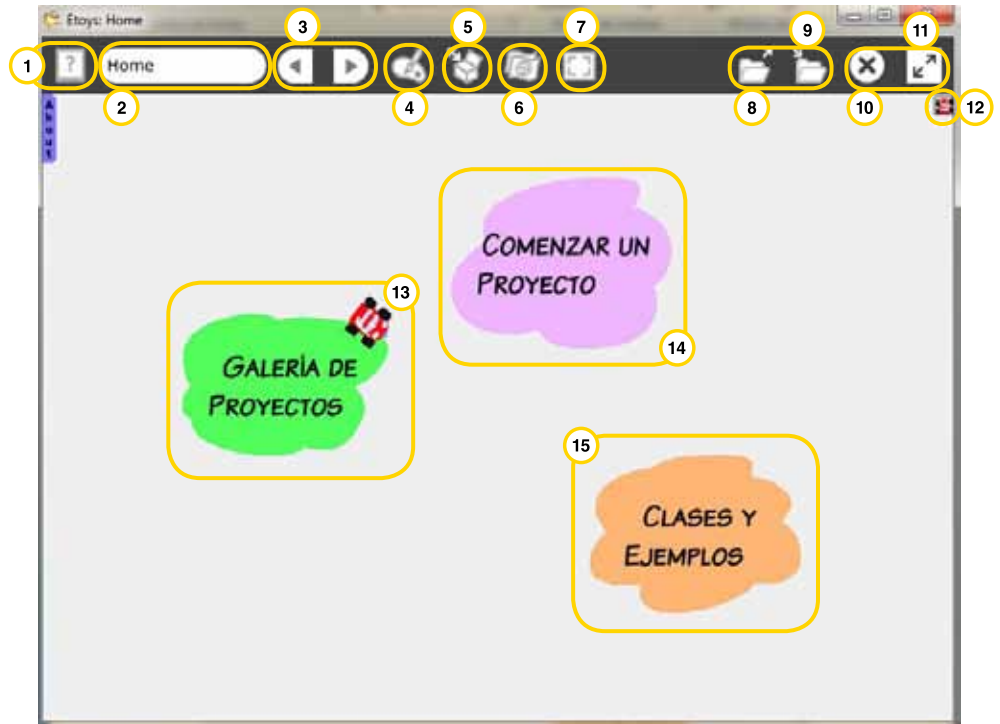 Etoys: Home
1
?
Home
2
3
4
5
6
7
8
9
10
11
12
About
COMENZAR UN
PROYECTO
14
13
GALERÍA DE
PROYECTOS
15
CLASES Y
EJEMPLOS